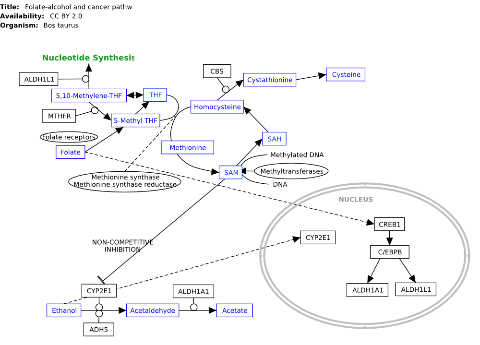 Title: Folate-alcohol and cancer pathw
Availability: CC BY 2.0
Organism: Bos taurus
Nucleotide Synthesis
CBS
ALDH1L1
Cystathionine
Cysteine
5,10-Methylene-THF
THF
Homocysteine
MTHFR
5-Methyl THF
Folate receptors
SAH
Folate
Methionine
Methylated DNA
SAM
Methyltransferases
Methionine synthase
Methionine synthase reductase
DNA
NUCLEUS
CREB1
CYP2E1
NON-COMPETITIVE
INHIBITION
C/EBPB
CYP2E1
ALDH1A1
ALDH1A1
ALDH1L1
Ethanol
Acetaldehyde
Acetate
ADH5